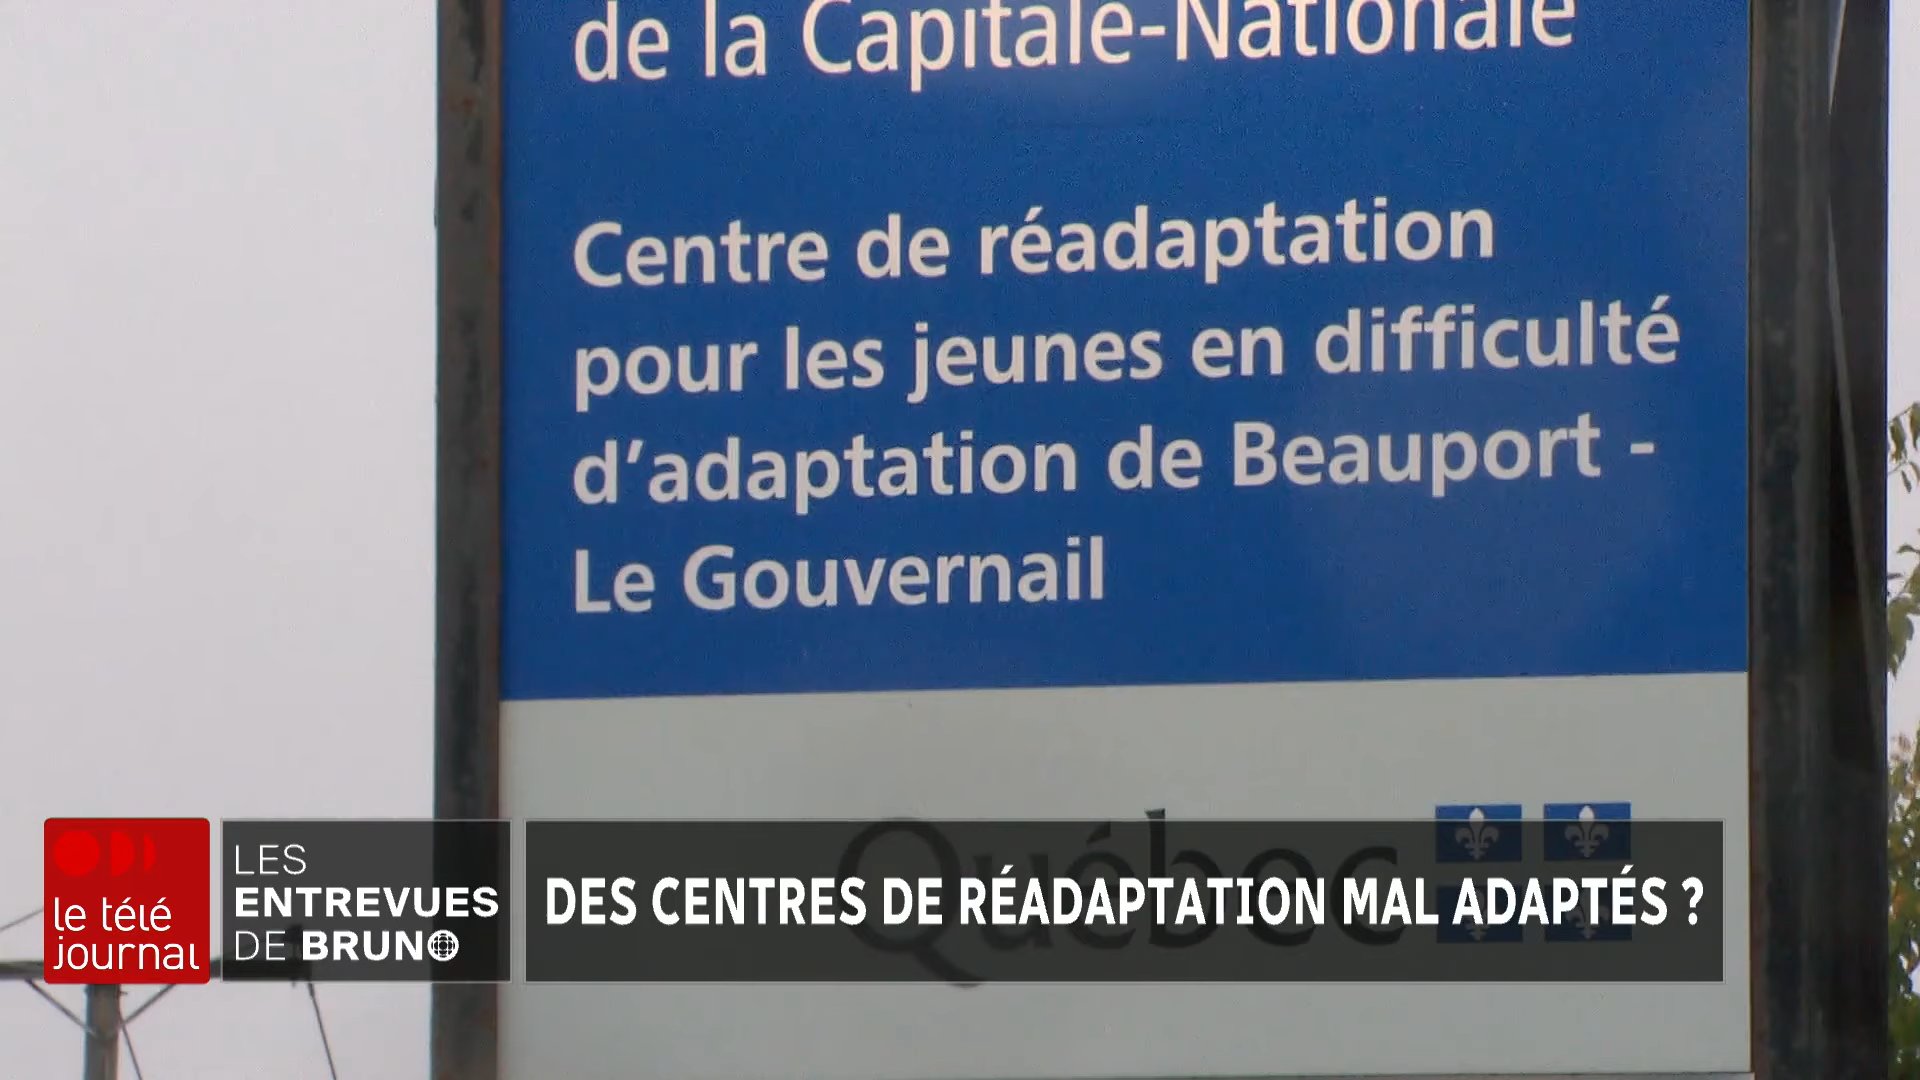 de la Capitale-Nationale
Centre de réadaptation
pour les jeunes en difficulté
d'adaptation de Beauport -
Le Gouvernail
Québec
le télé
journal
LES
ENTREVUES
DE BRUNO
DES CENTRES DE RÉADAPTATION MAL ADAPTÉS ?